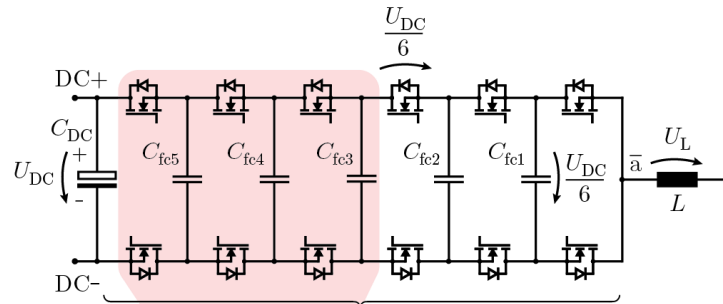 U_DC/6
DC+
C_DC
+
U_DC
-
C_fc5
C_fc4
C_fc3
C_fc2
C_fc1
U_DC/6
a̅
U_L
L
DC-